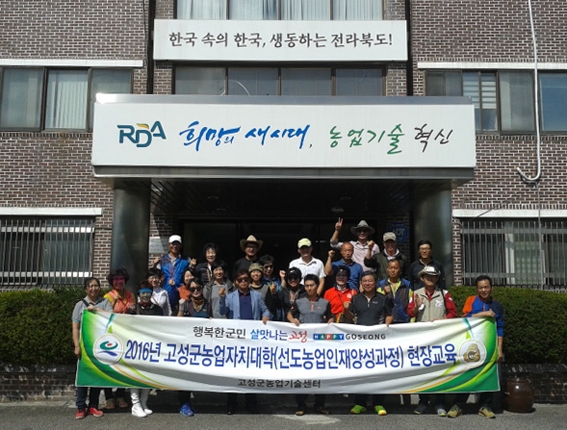 한국 속의 한국, 생동하는 전라북도!
RDA 희망의 새시대, 농업기술 혁신
행복한군민 살맛나는 고성 HAPPY GOSEONG
2016년 고성군농업자치대학(선도농업인재양성과정) 현장교육
고성군농업기술센터